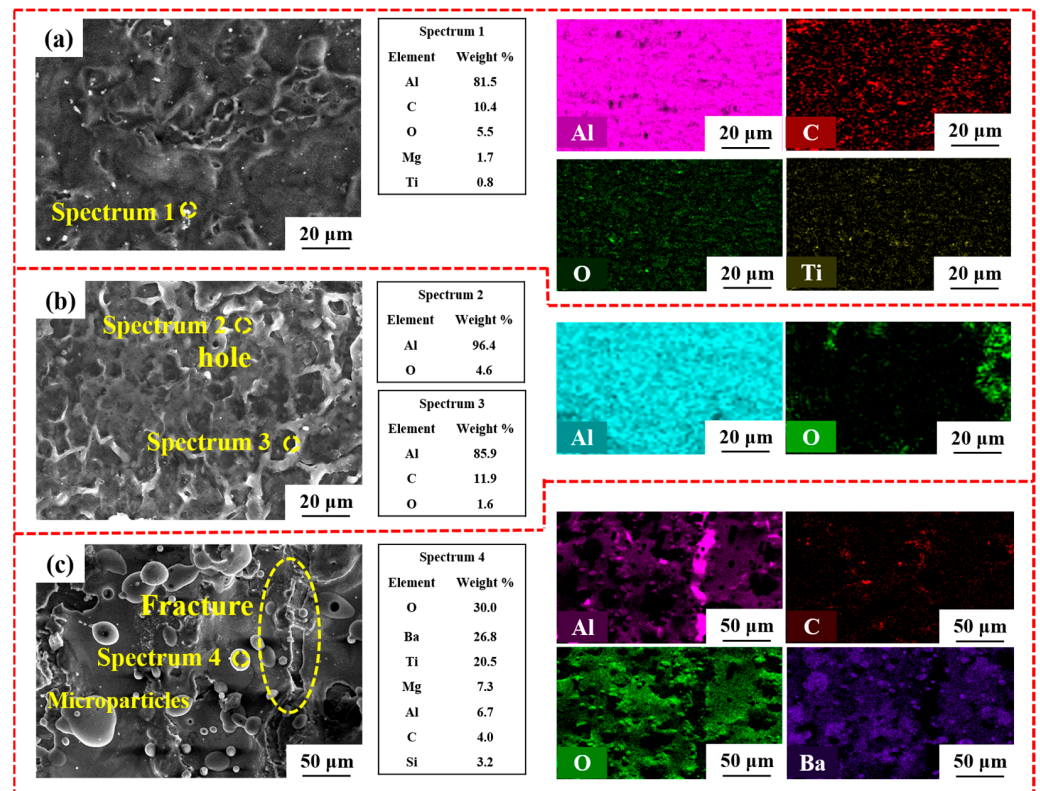 (a)
Spectrum 1
20 μm
Spectrum 1
Element Weight %
Al 81.5
C 10.4
O 5.5
Mg 1.7
Ti 0.8
Al 20 μm
C 20 μm
O 20 μm
Ti 20 μm
(b)
Spectrum 2
hole
Spectrum 3
20 μm
Spectrum 2
Element Weight %
Al 96.4
O 4.6
Spectrum 3
Element Weight %
Al 85.9
C 11.9
O 1.6
Al 20 μm
O 20 μm
(c)
Fracture
Spectrum 4
Microparticles
50 μm
Spectrum 4
Element Weight %
O 30.0
Ba 26.8
Ti 20.5
Mg 7.3
Al 6.7
C 4.0
Si 3.2
Al 50 μm
C 50 μm
O 50 μm
Ba 50 μm